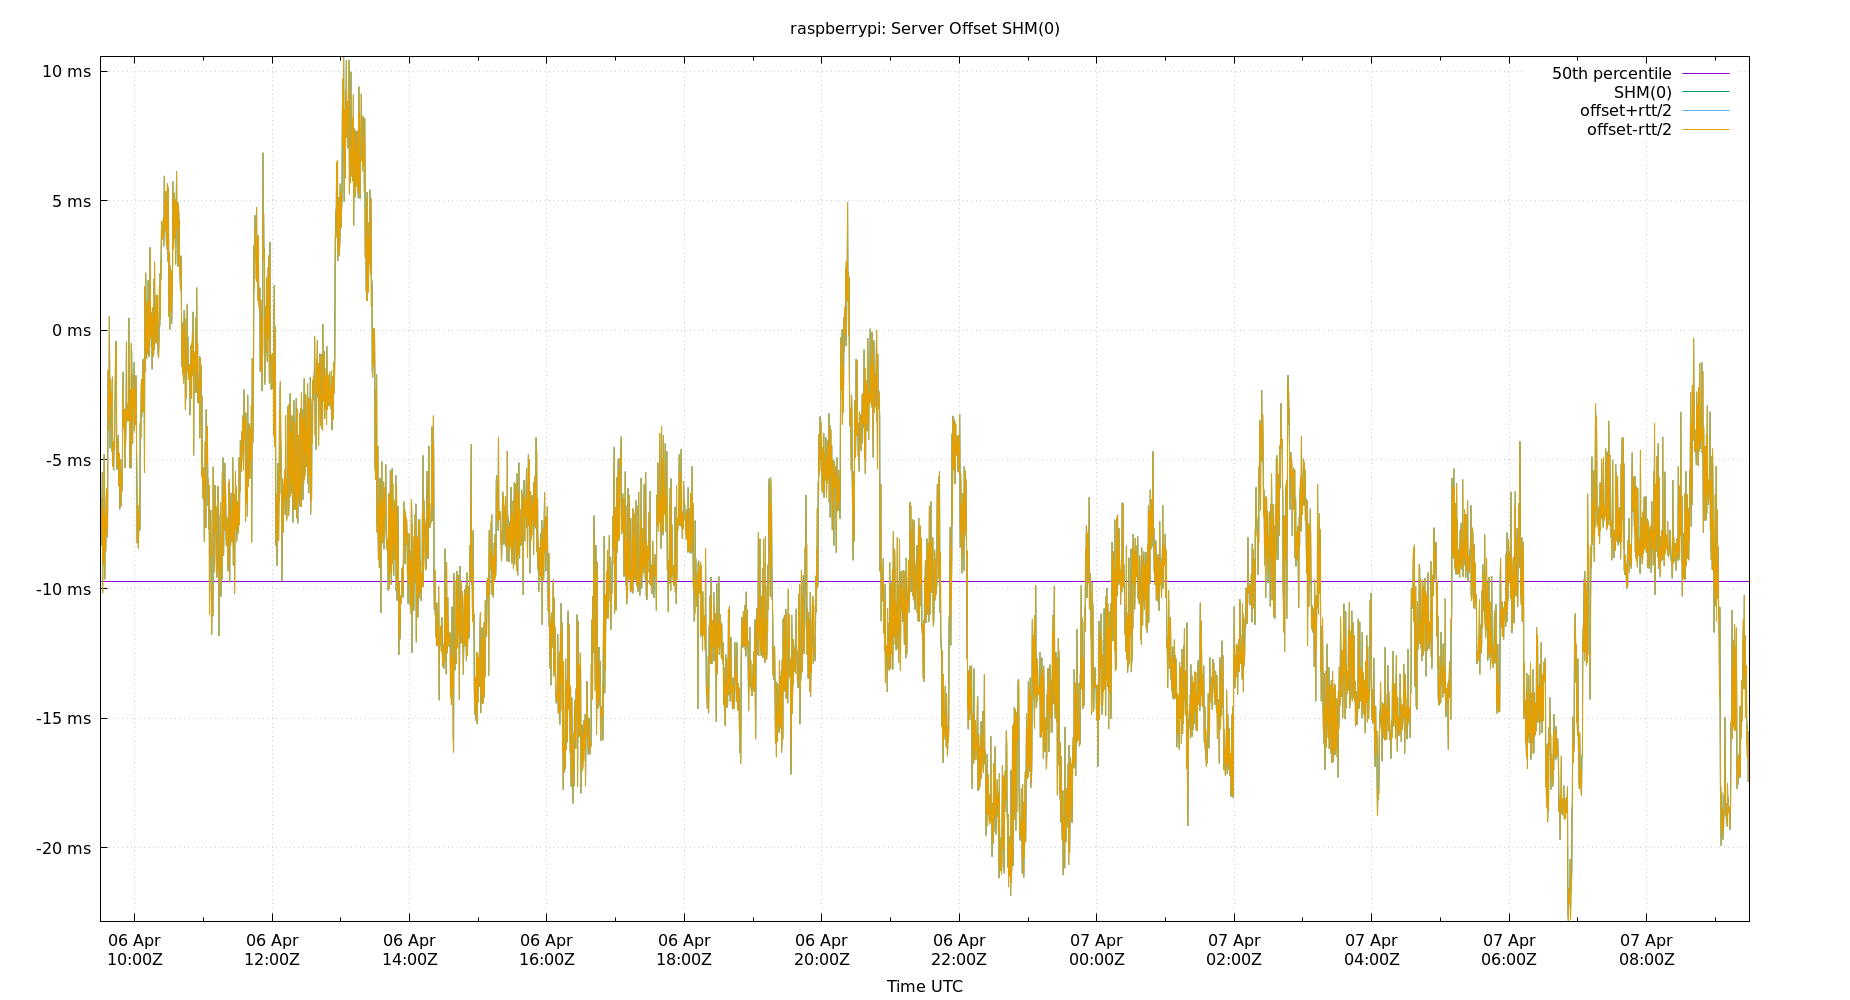 raspberrypi: Server Offset SHM(0)
50th percentile
SHM(0)
offset+rtt/2
offset-rtt/2
10 ms
5 ms
0 ms
-5 ms
-10 ms
-15 ms
-20 ms
06 Apr 06 Apr 06 Apr 06 Apr 06 Apr 06 Apr 06 Apr 07 Apr 07 Apr 07 Apr 07 Apr 07 Apr
10:00Z 12:00Z 14:00Z 16:00Z 18:00Z 20:00Z 22:00Z 00:00Z 02:00Z 04:00Z 06:00Z 08:00Z
Time UTC